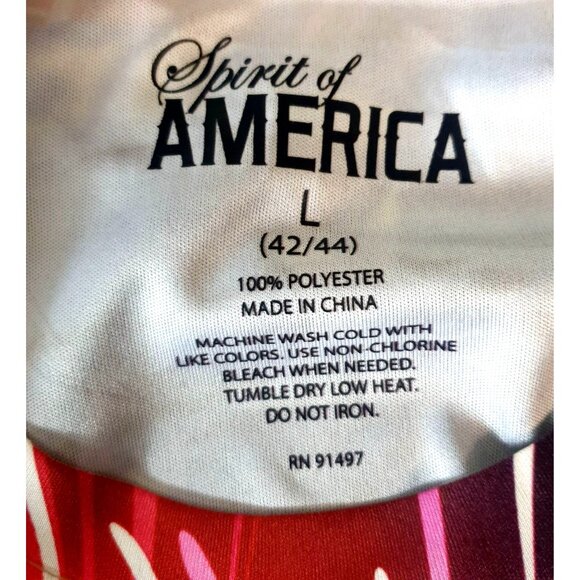 Spirit of
AMERICA
L
(42/44)
100% POLYESTER
MADE IN CHINA
MACHINE WASH COLD WITH
LIKE COLORS. USE NON-CHLORINE
BLEACH WHEN NEEDED.
TUMBLE DRY LOW HEAT.
DO NOT IRON.
RN 91497